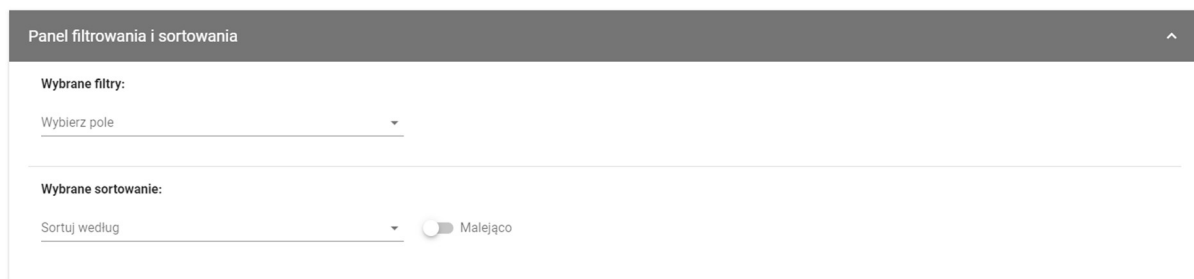 Panel filtrowania i sortowania
Wybrane filtry:
Wybierz pole
Wybrane sortowanie:
Sortuj według
Malejąco